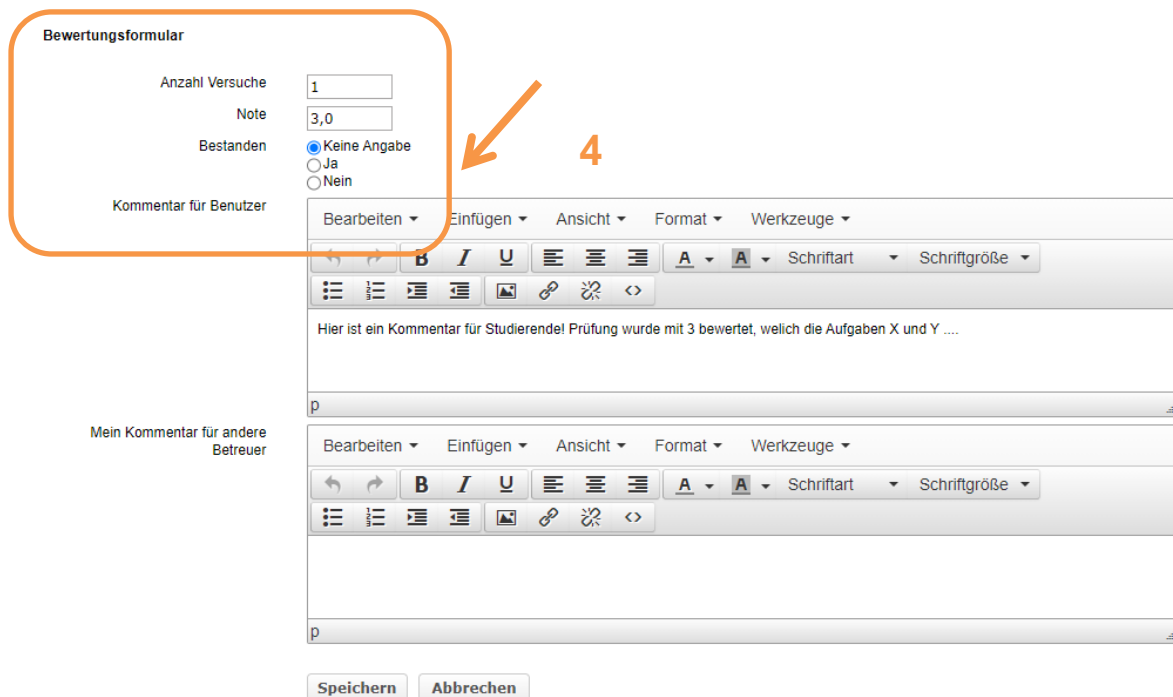 Bewertungsformular
Anzahl Versuche 1
Note 3,0
Bestanden Keine Angabe
Ja
Nein
Kommentar für Benutzer
4
Bearbeiten Einfügen Ansicht Format Werkzeuge
B I U A A Schriftart Schriftgröße
Hier ist ein Kommentar für Studierende! Prüfung wurde mit 3 bewertet, welich die Aufgaben X und Y ....
p
Mein Kommentar für andere
Betreuer
Bearbeiten Einfügen Ansicht Format Werkzeuge
B I U A A Schriftart Schriftgröße
p
Speichern Abbrechen